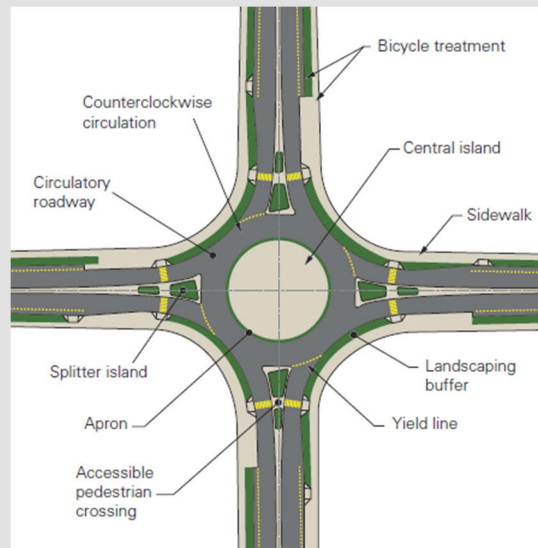 Bicycle treatment
Counterclockwise
circulation
Central island
Circulatory
roadway
Sidewalk
Splitter island
Landscaping
buffer
Apron
Yield line
Accessible
pedestrian
crossing